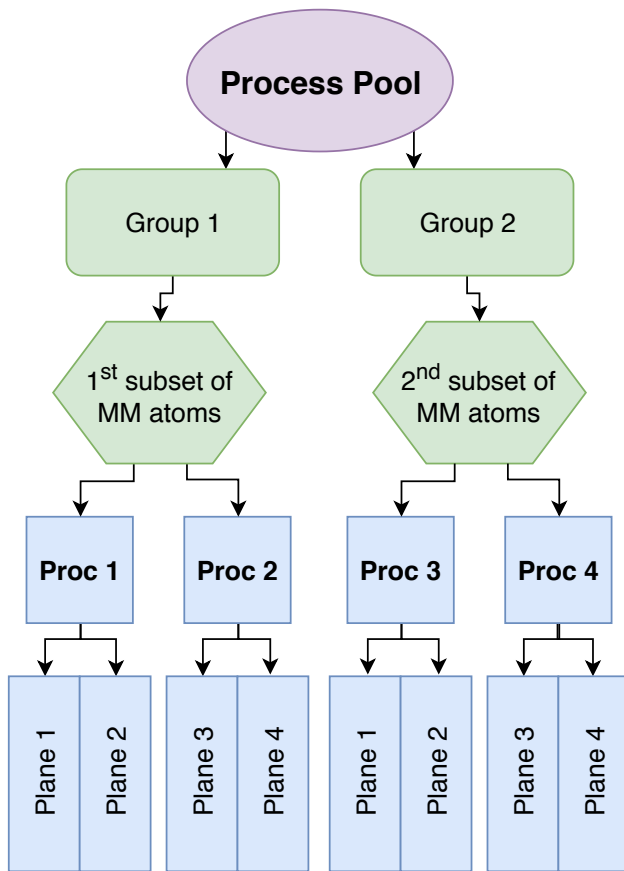 Process Pool
Group 1
Group 2
1st subset of
MM atoms
2nd subset of
MM atoms
Proc 1
Proc 2
Proc 3
Proc 4
Plane 1
Plane 2
Plane 3
Plane 4
Plane 1
Plane 2
Plane 3
Plane 4